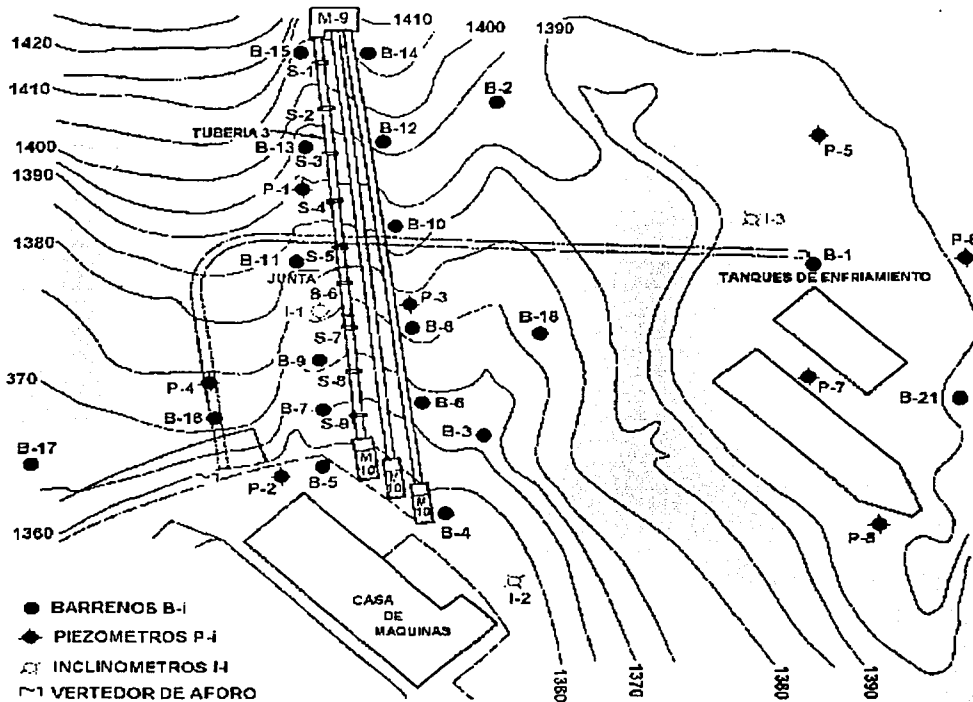 M-9
1410
1400
1390
1420
B-15
B-14
S-1
1410
B-2
S-2
TUBERIA 3
B-12
P-5
B-13
1400
S-3
1390
P-1
S-4
I-3
B-10
1380
S-5
B-1
B-11
JUNTA
TANQUES DE ENFRIAMIENTO
P-3
I-1
B-8
B-18
S-7
B-9
370
S-8
P-4
P-7
B-7
B-6
B-21
B-16
S-9
B-3
B-17
M
10
M
10
M
10
P-2
B-5
B-4
1360
I-2
CASA
DE
MAQUINAS
BARRENOS B-i
PIEZOMETROS P-i
INCLINOMETROS I-i
VERTEDOR DE AFORO
1370
1380
1390